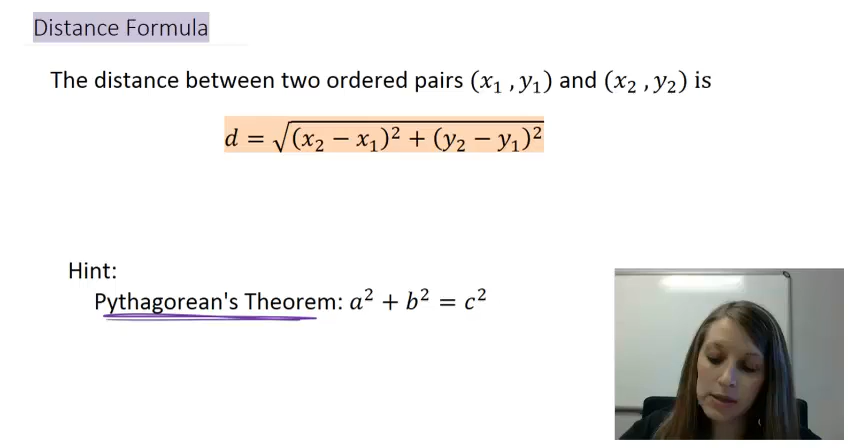 Distance Formula
The distance between two ordered pairs (x₁ , y₁) and (x₂ , y₂) is
d = √(x₂ − x₁)² + (y₂ − y₁)²
Hint:
Pythagorean's Theorem: a² + b² = c²